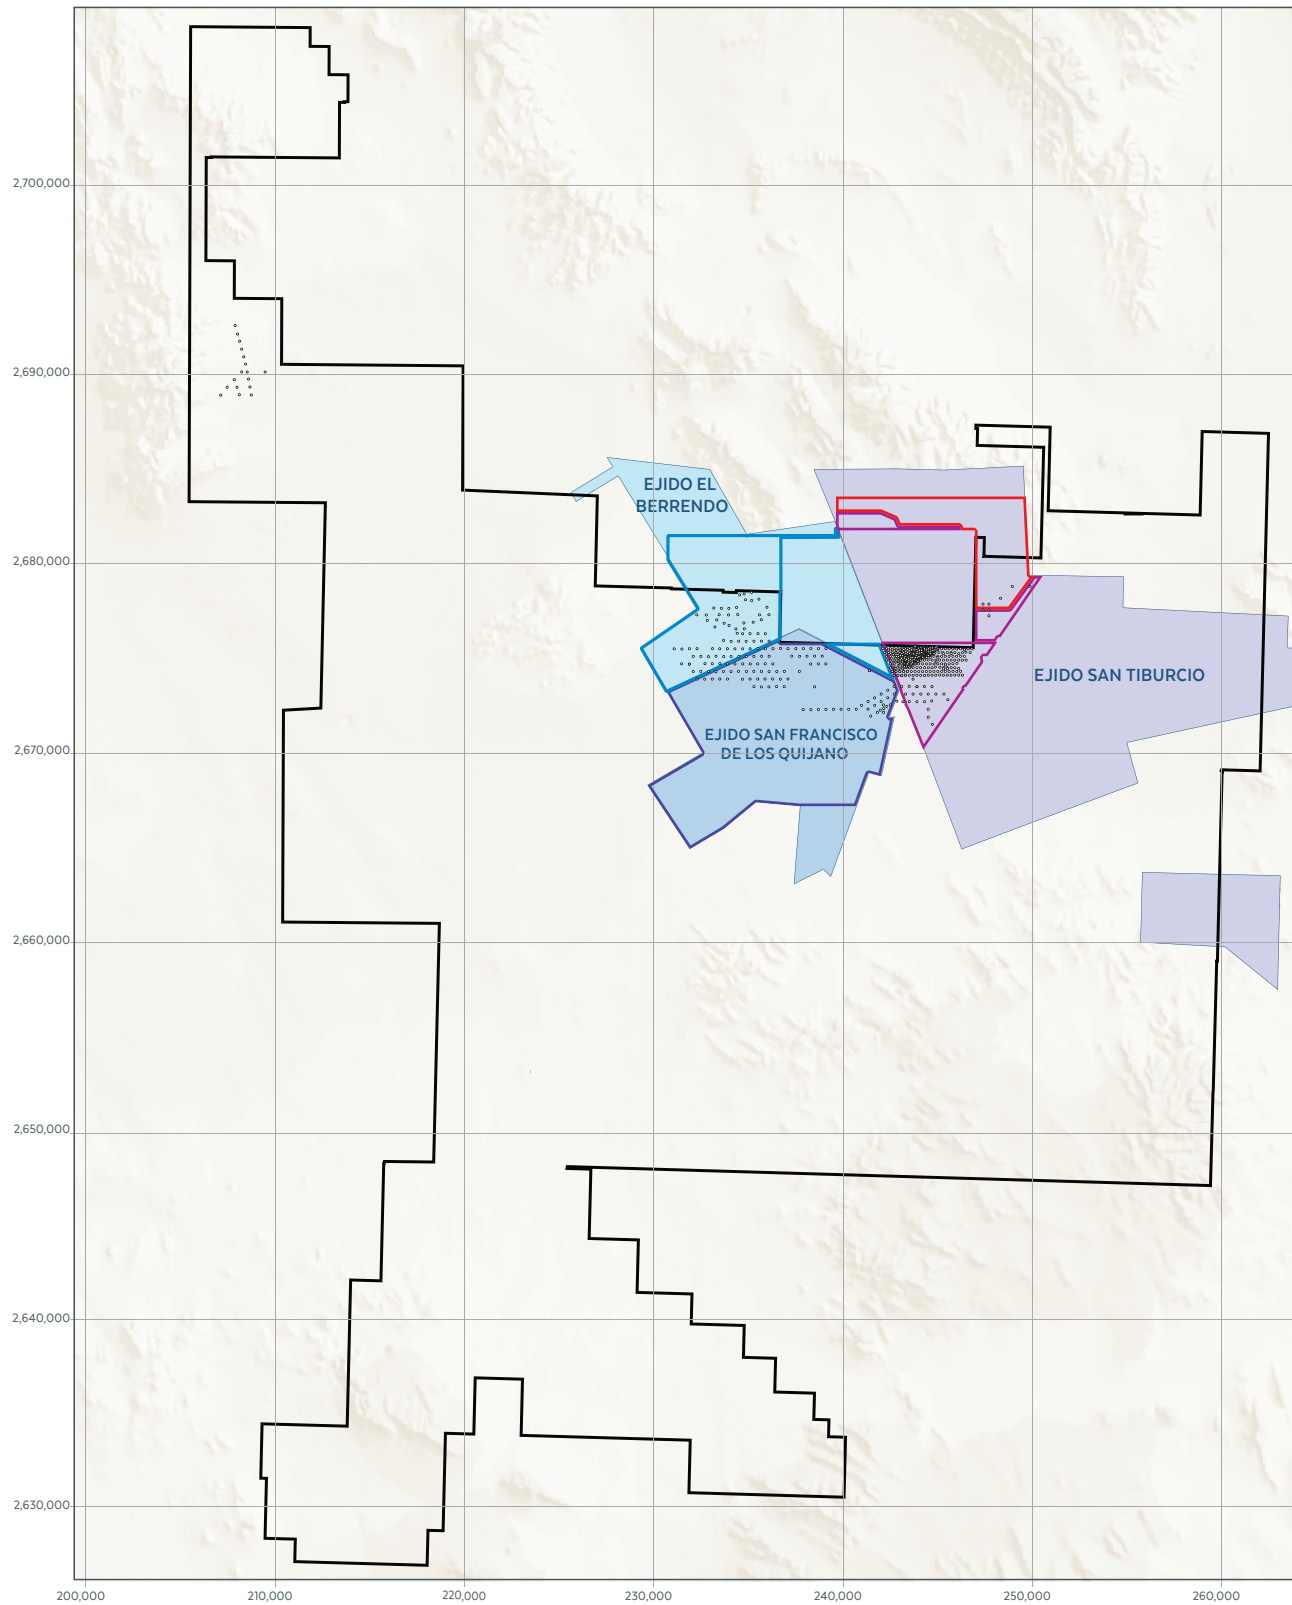 2,700,000
2,690,000
EJIDO EL
BERRENDO
2,680,000
EJIDO SAN TIBURCIO
EJIDO SAN FRANCISCO
DE LOS QUIJANO
2,670,000
2,660,000
2,650,000
2,640,000
2,630,000
200,000 210,000 220,000 230,000 240,000 250,000 260,000